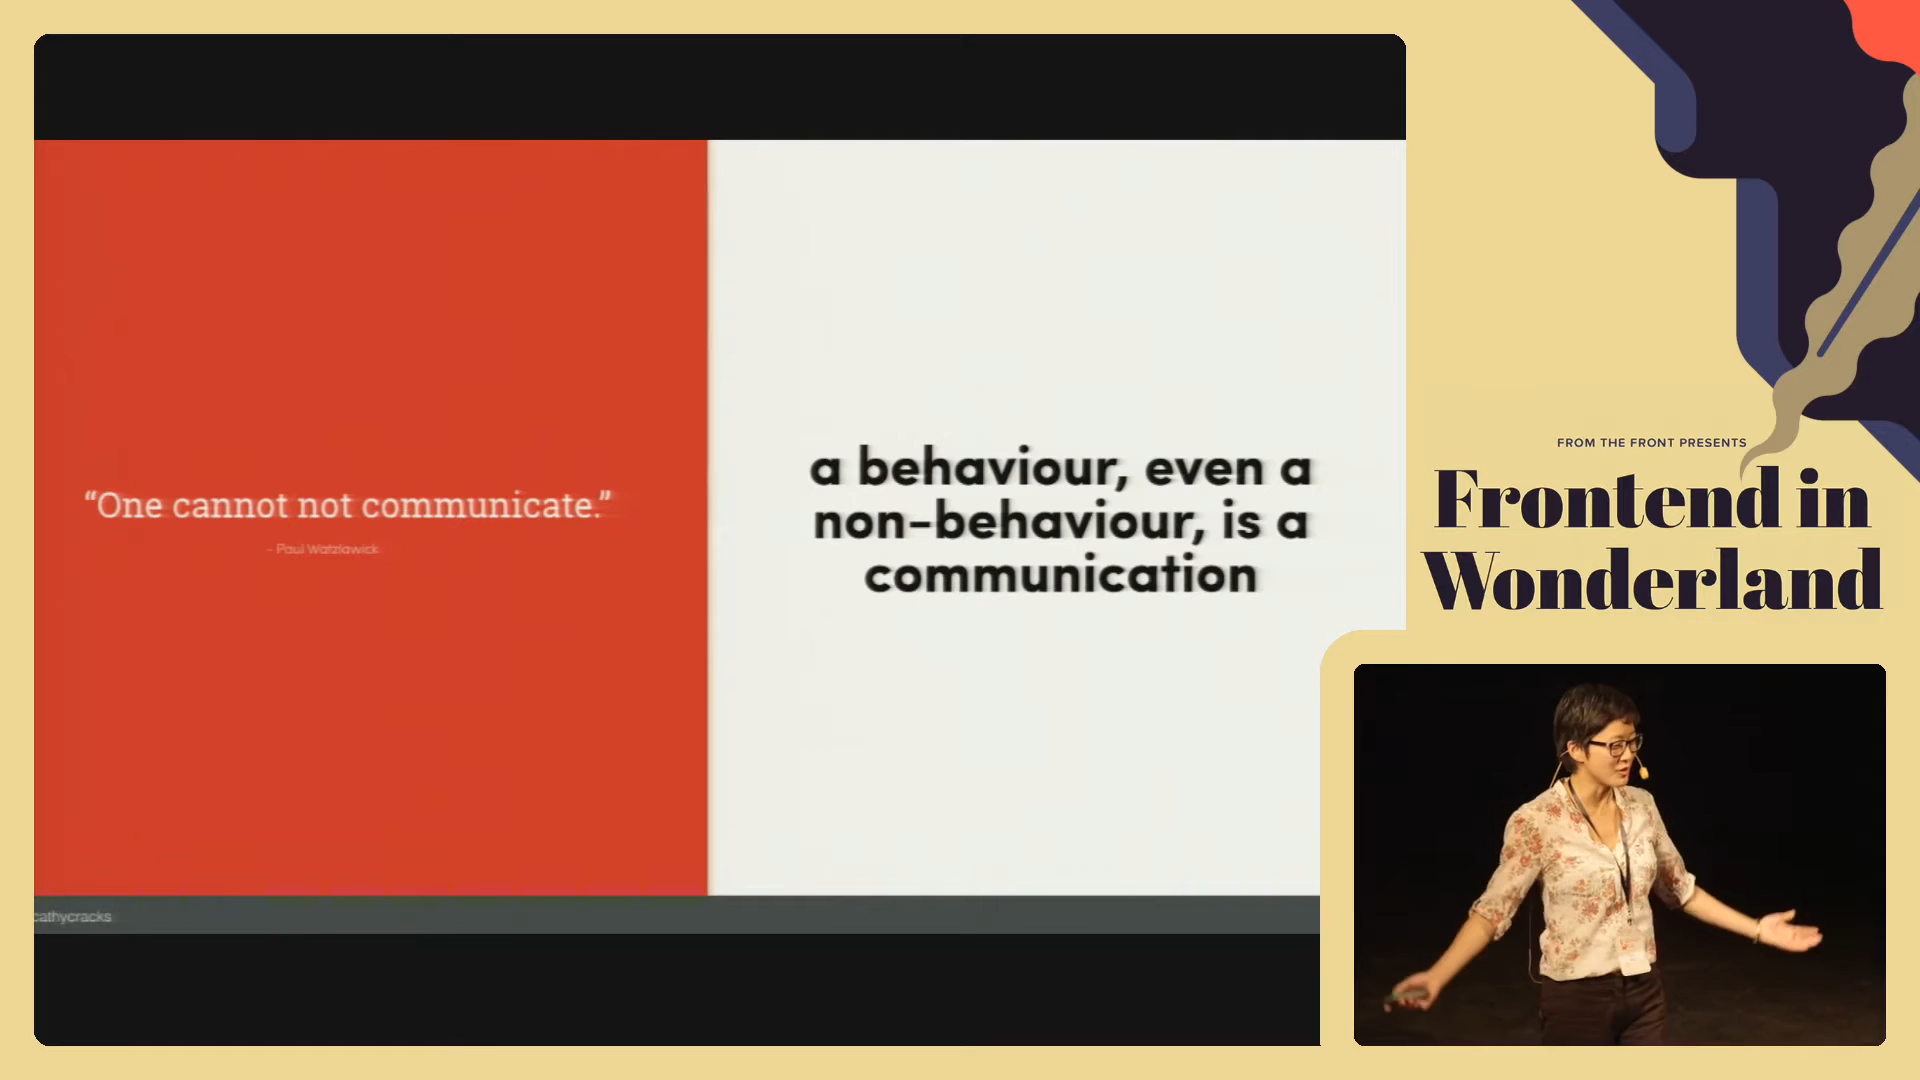 “One cannot not communicate.”
– Paul Watzlawick
a behaviour, even a
non-behaviour, is a
communication
cathycracks
FROM THE FRONT PRESENTS
Frontend in
Wonderland